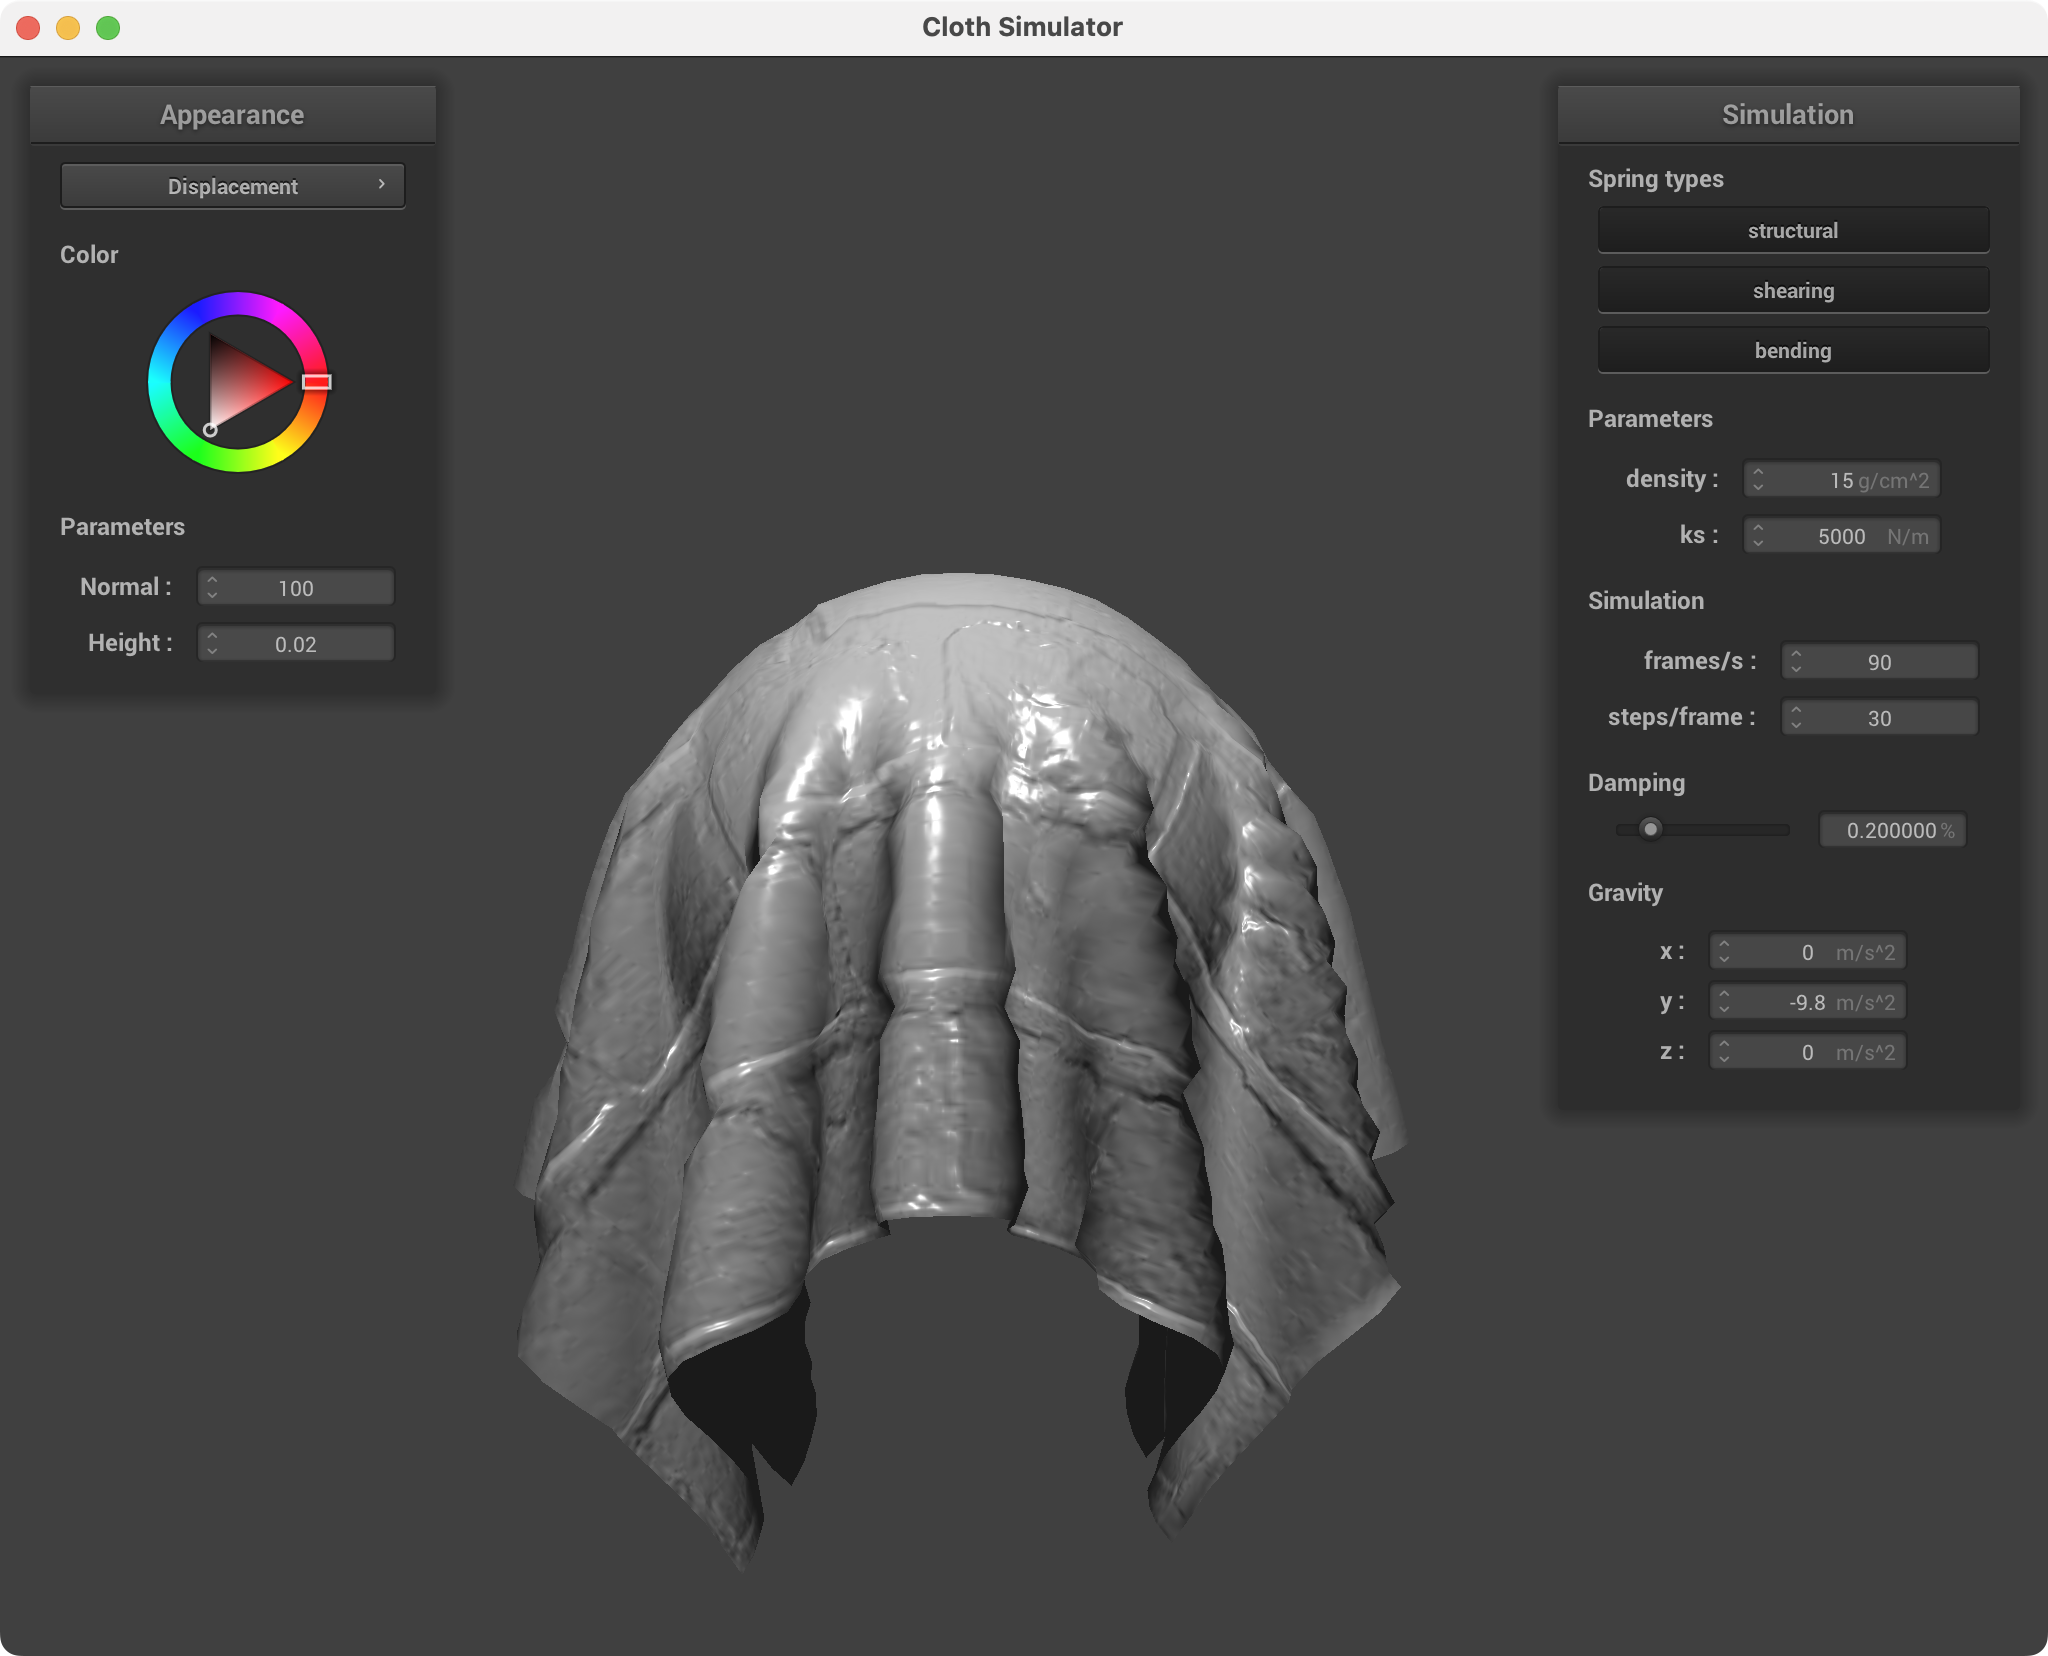 Cloth Simulator
Appearance
Displacement
Color
Parameters
Normal : 100
Height : 0.02
Simulation
Spring types
structural
shearing
bending
Parameters
density : 15 g/cm^2
ks : 5000 N/m
Simulation
frames/s : 90
steps/frame : 30
Damping
0.200000 %
Gravity
x : 0 m/s^2
y : -9.8 m/s^2
z : 0 m/s^2